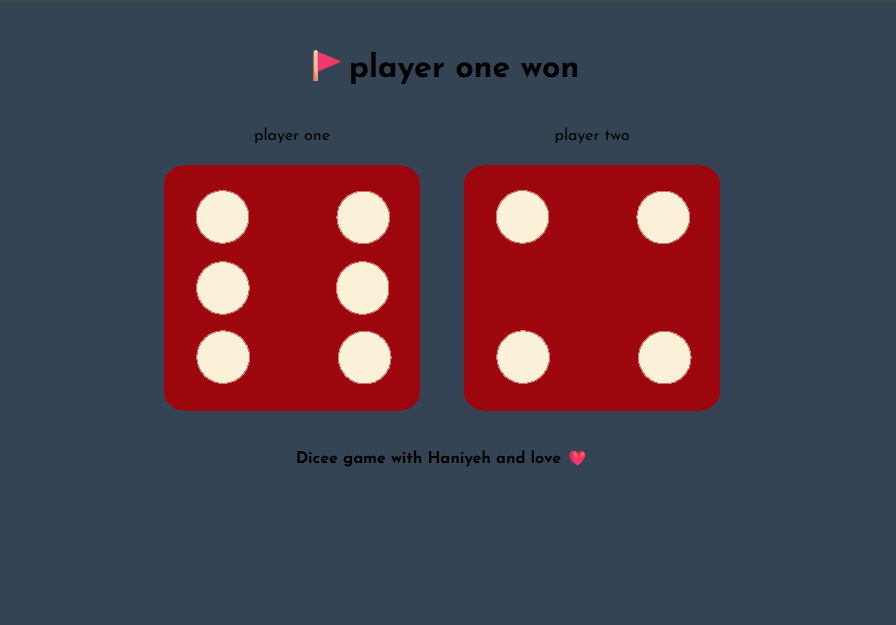 🚩player one won
player one
player two
Dicee game with Haniyeh and love 💗